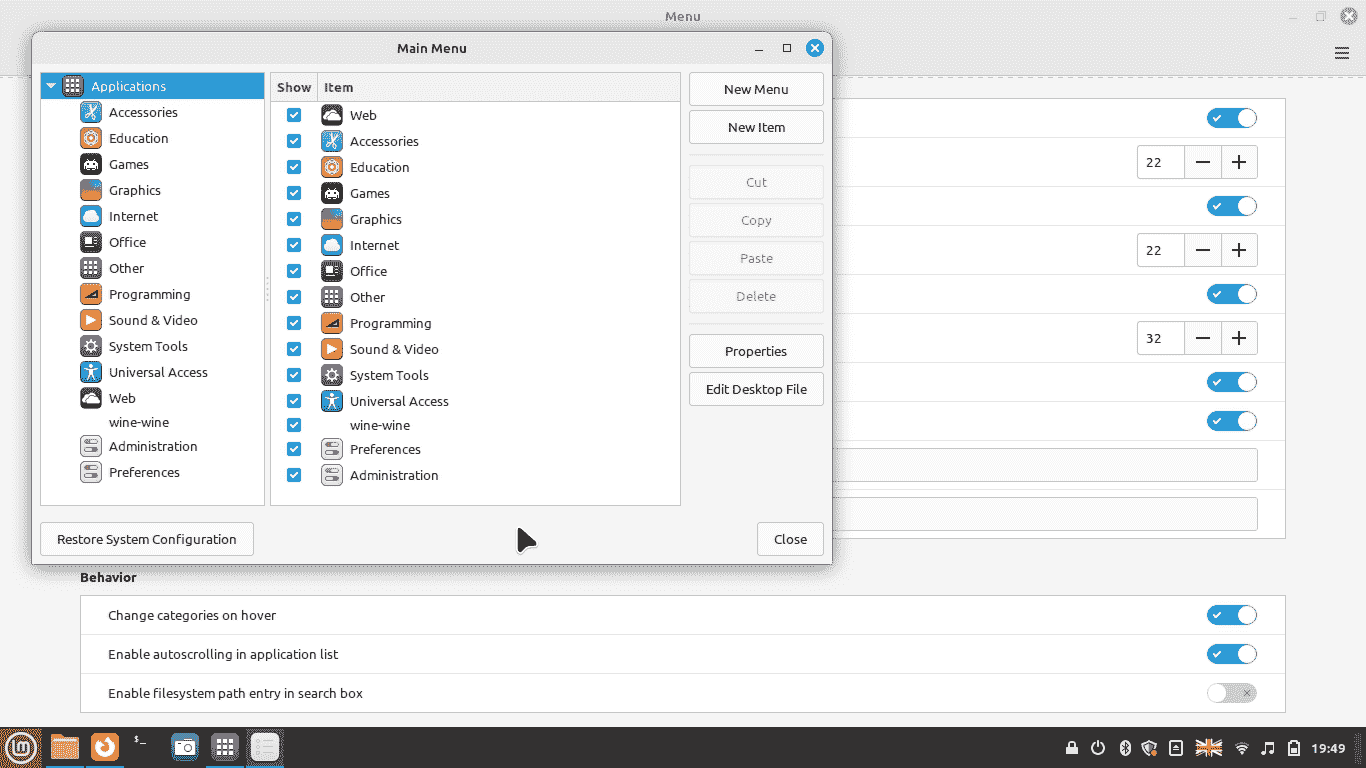 Menu
Main Menu
Applications
Accessories
Education
Games
Graphics
Internet
Office
Other
Programming
Sound & Video
System Tools
Universal Access
Web
wine-wine
Administration
Preferences
Show Item
Web
Accessories
Education
Games
Graphics
Internet
Office
Other
Programming
Sound & Video
System Tools
Universal Access
wine-wine
Preferences
Administration
New Menu
New Item
Cut
Copy
Paste
Delete
Properties
Edit Desktop File
Restore System Configuration
Close
22
22
32
Behavior
Change categories on hover
Enable autoscrolling in application list
Enable filesystem path entry in search box
$_
19:49